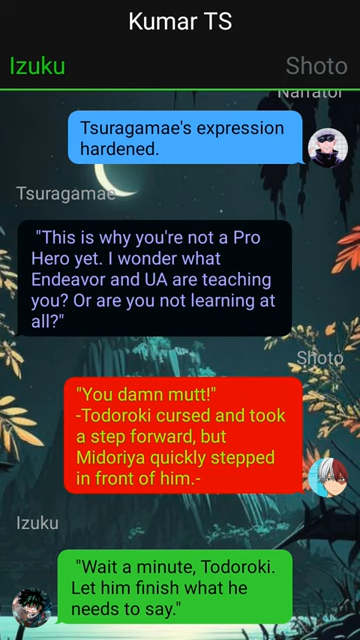 Kumar TS
Izuku
Shoto
Narrator
Tsuragamae's expression
hardened.
Tsuragamae
"This is why you're not a Pro
Hero yet. I wonder what
Endeavor and UA are teaching
you? Or are you not learning at
all?"
Shoto
"You damn mutt!"
-Todoroki cursed and took
a step forward, but
Midoriya quickly stepped
in front of him.-
Izuku
"Wait a minute, Todoroki.
Let him finish what he
needs to say."